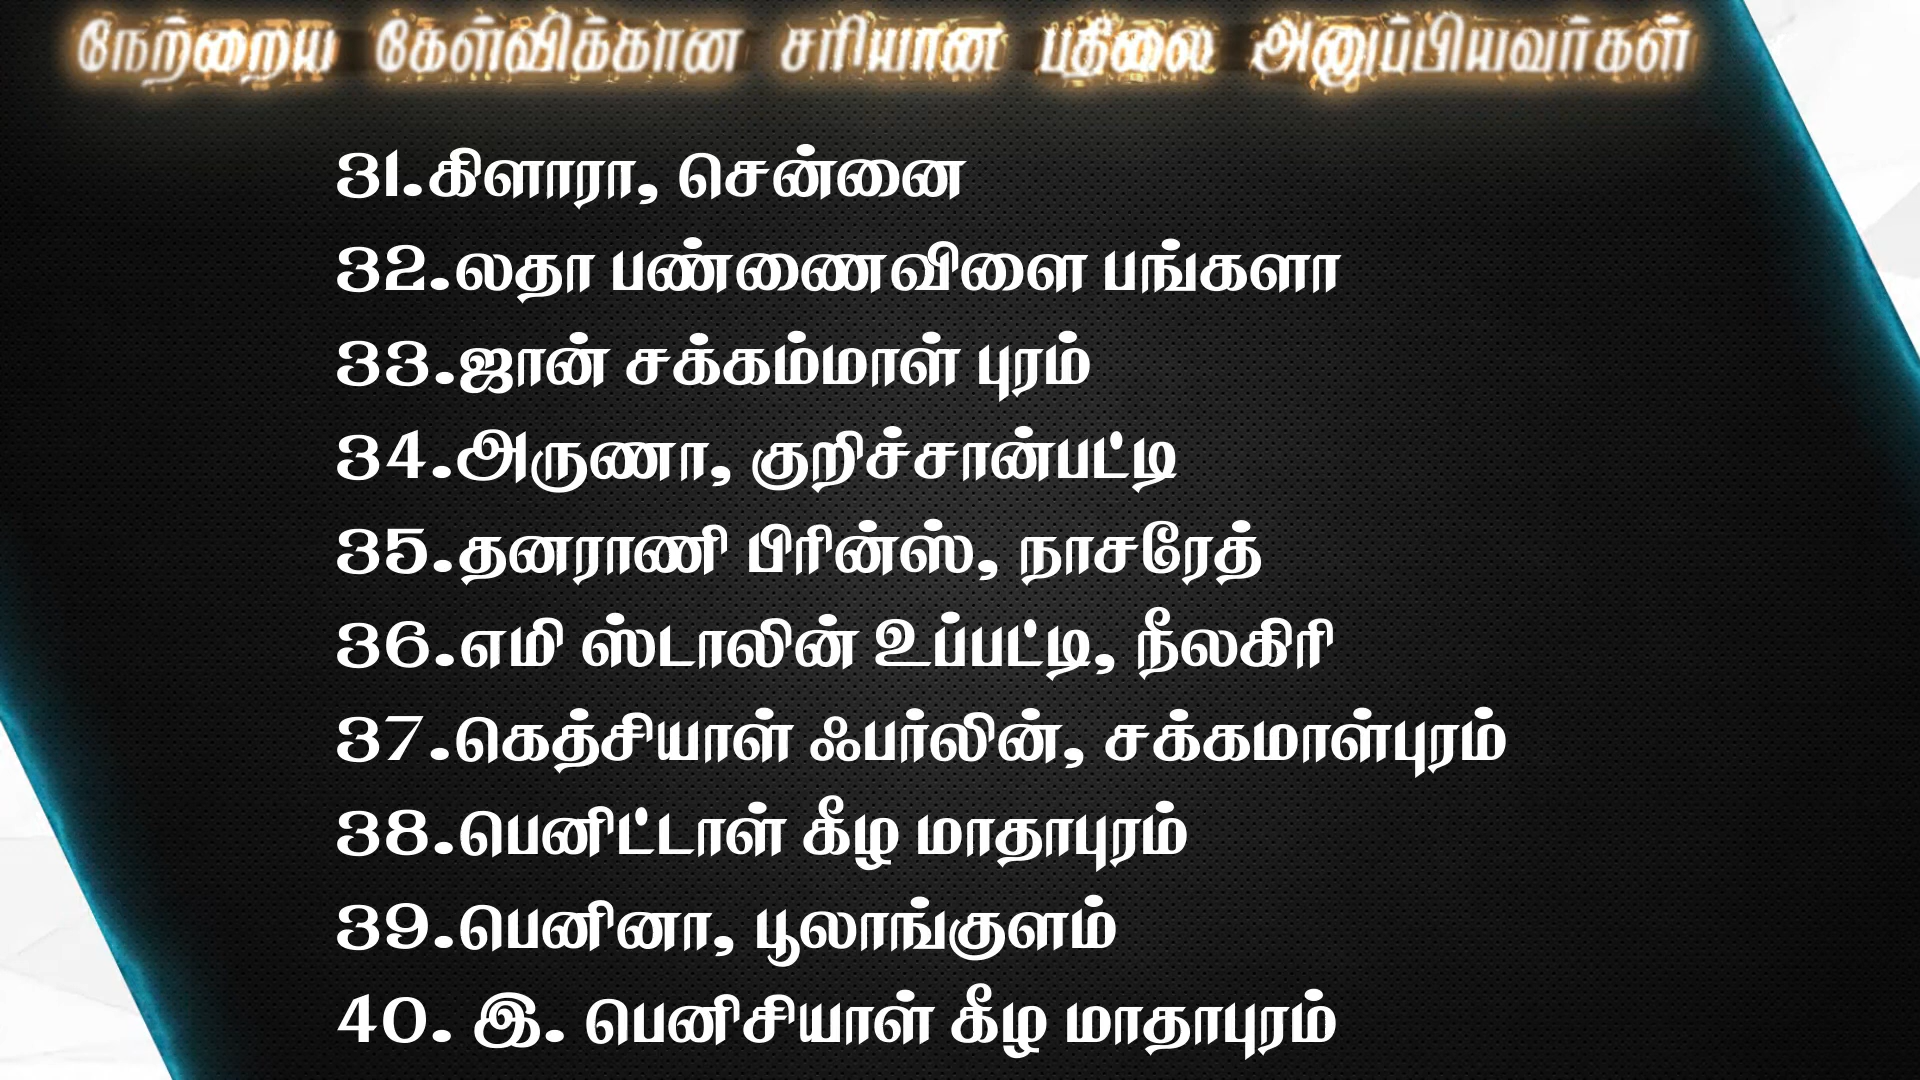 நேற்றைய கேள்விக்கான சரியான பதிலை அனுப்பியவர்கள்
31.கிளாரா, சென்னை
32.லதா பண்ணைவிளை பங்களா
33.ஜான் சக்கம்மாள் புரம்
34.அருணா, குறிச்சான்பட்டி
35.தனராணி பிரின்ஸ், நாசரேத்
36.எமி ஸ்டாலின் உப்பட்டி, நீலகிரி
37.கெத்சியாள் ஃபர்லின், சக்கமாள்புரம்
38.பெனிட்டாள் கீழ மாதாபுரம்
39.பெனினா, பூலாங்குளம்
40. இ. பெனிசியாள் கீழ மாதாபுரம்